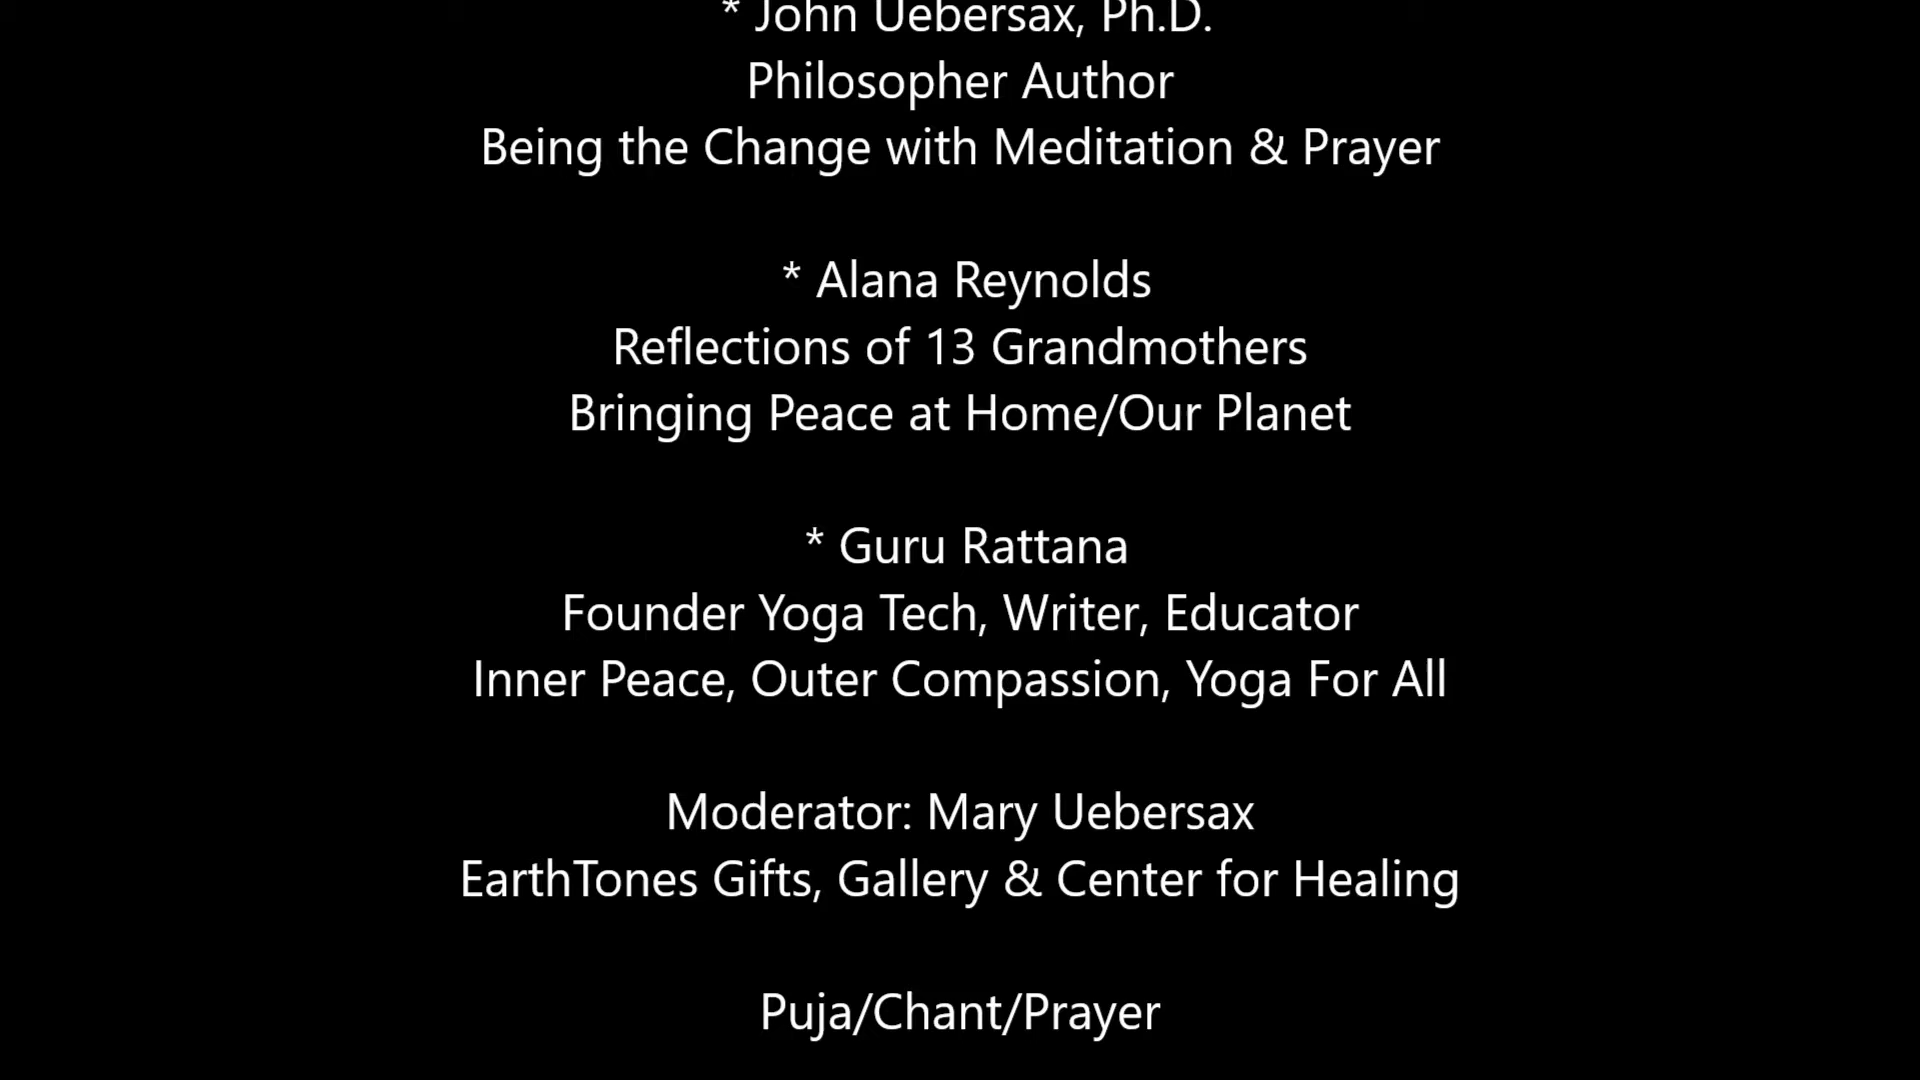 * John Uebersax, Ph.D.
Philosopher Author
Being the Change with Meditation & Prayer
* Alana Reynolds
Reflections of 13 Grandmothers
Bringing Peace at Home/Our Planet
* Guru Rattana
Founder Yoga Tech, Writer, Educator
Inner Peace, Outer Compassion, Yoga For All
Moderator: Mary Uebersax
EarthTones Gifts, Gallery & Center for Healing
Puja/Chant/Prayer